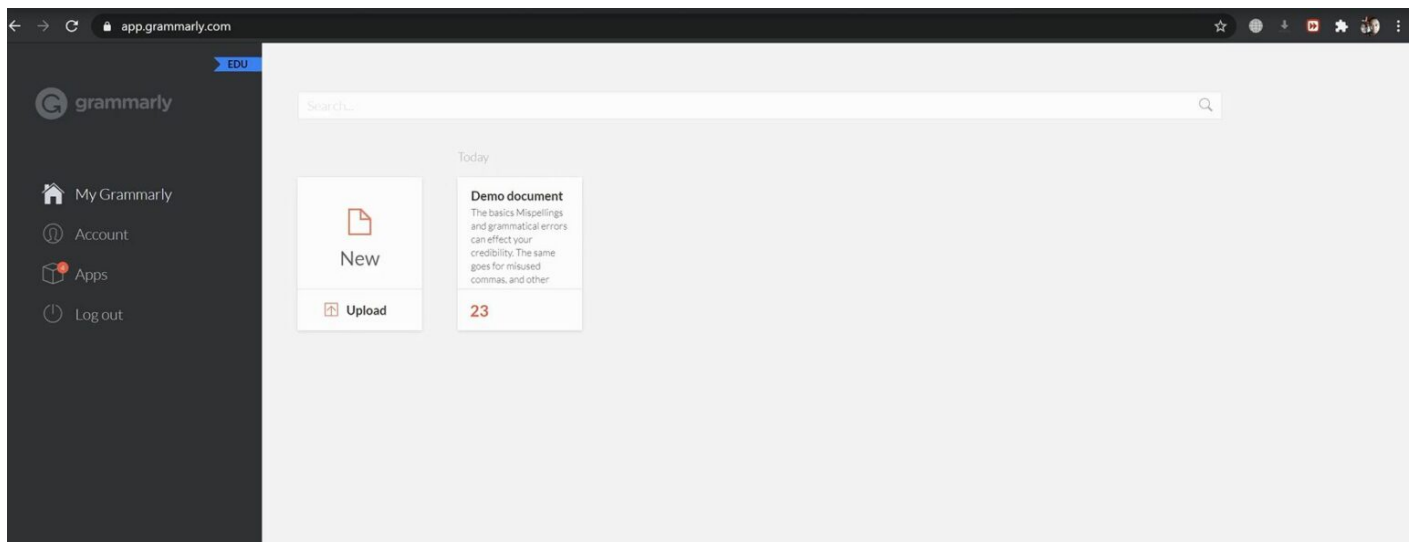 app.grammarly.com
EDU
grammarly
Search...
Today
My Grammarly
Account
Apps
Log out
New
Upload
Demo document
The basics Mispellings
and grammatical errors
can effect your
credibility. The same
goes for misused
commas, and other
23